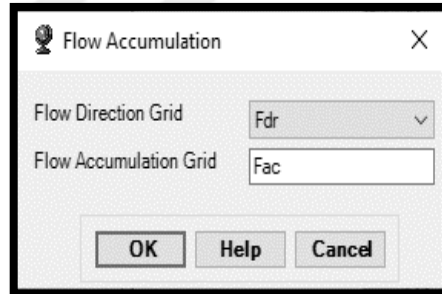 Flow Accumulation
Flow Direction Grid Fdr
Flow Accumulation Grid Fac
OK Help Cancel